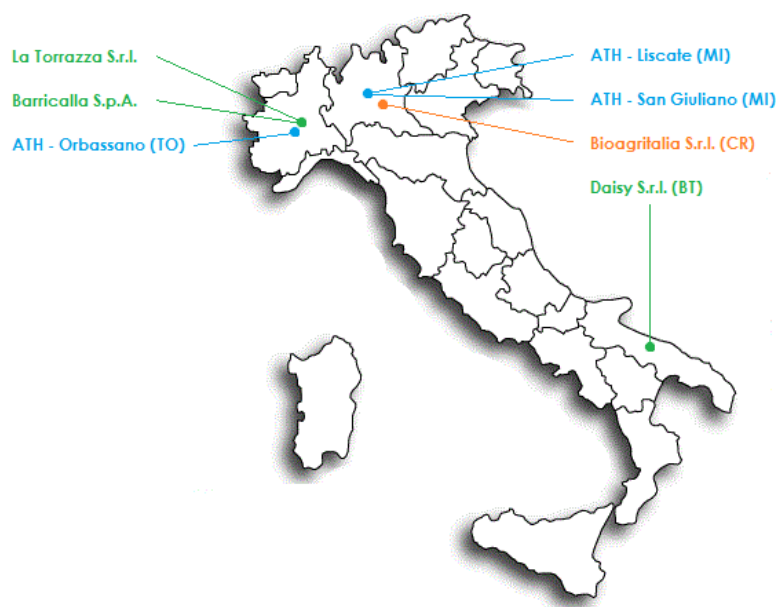 La Torrazza S.r.l.
Barricalla S.p.A.
ATH - Orbassano (TO)
ATH - Liscate (MI)
ATH - San Giuliano (MI)
Bioagritalia S.r.l. (CR)
Daisy S.r.l. (BT)